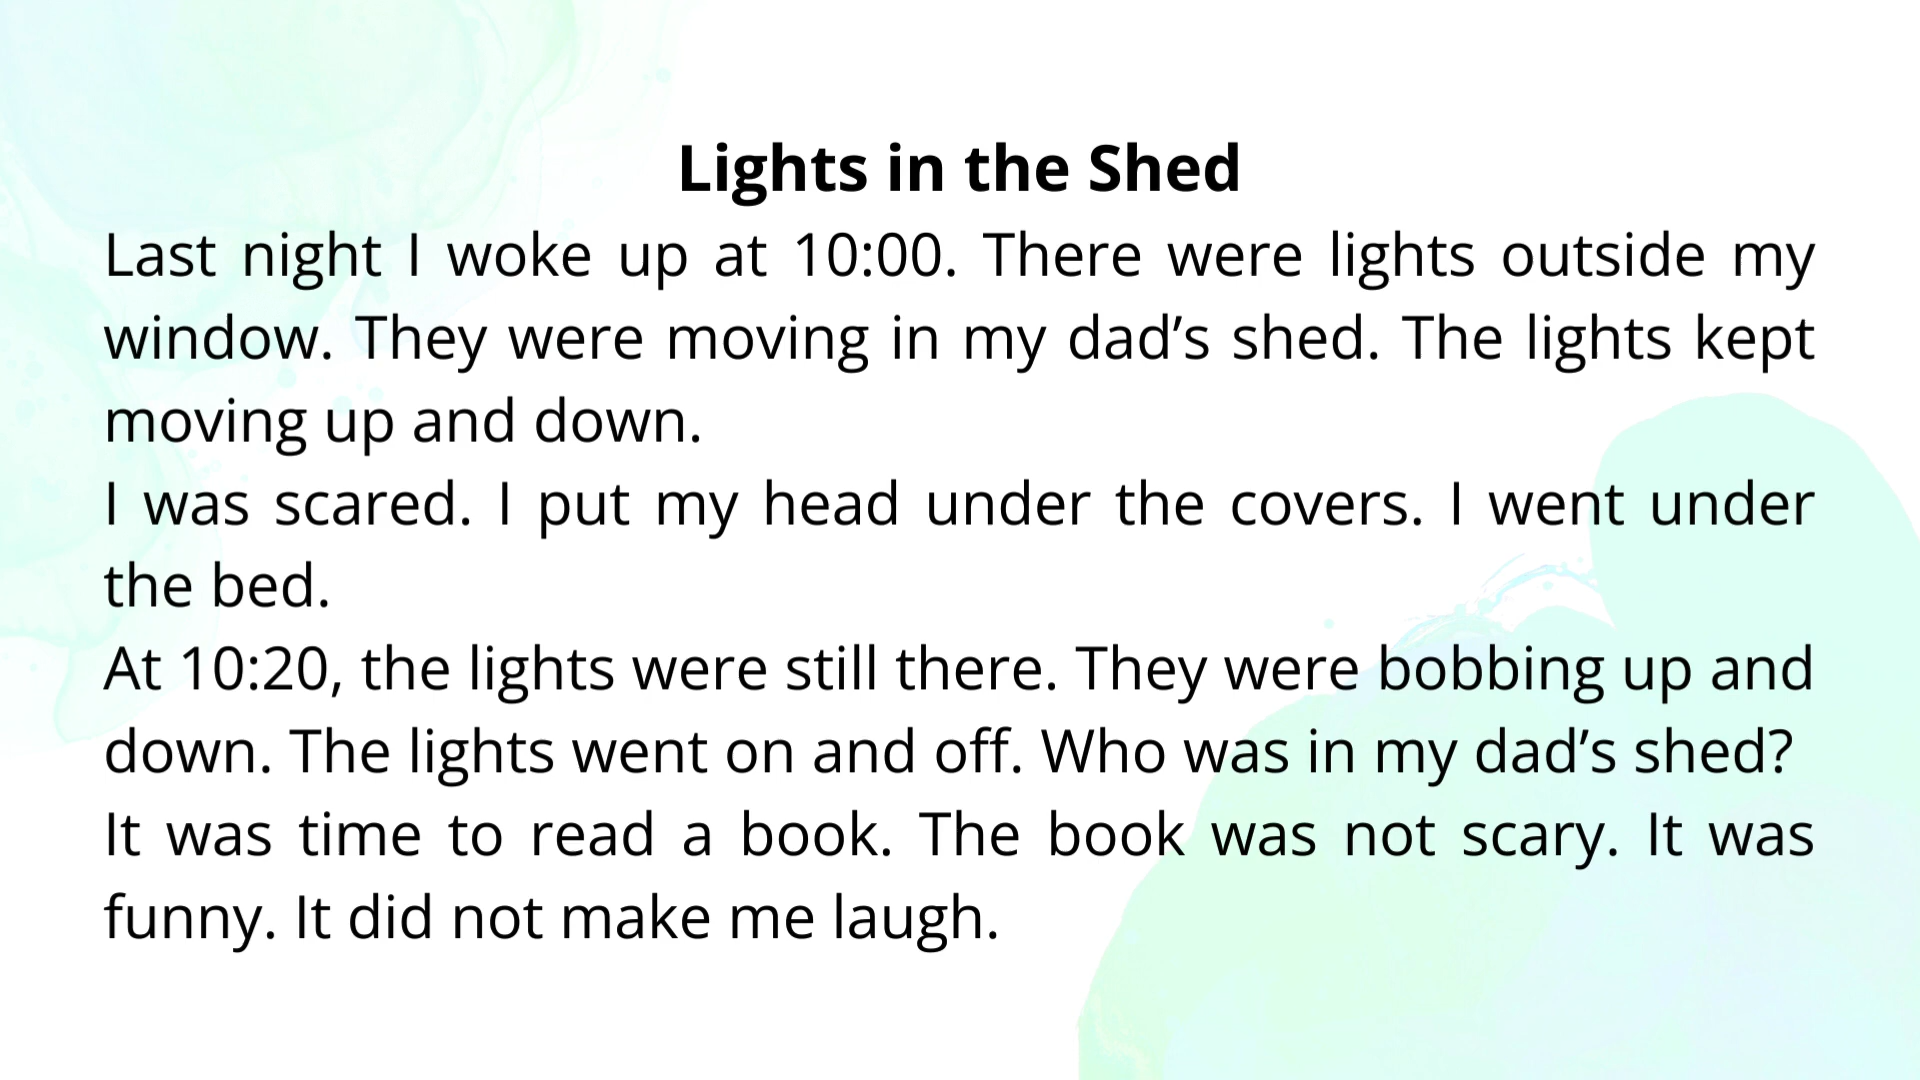 Lights in the Shed
Last night I woke up at 10:00. There were lights outside my
window. They were moving in my dad’s shed. The lights kept
moving up and down.
I was scared. I put my head under the covers. I went under
the bed.
At 10:20, the lights were still there. They were bobbing up and
down. The lights went on and off. Who was in my dad’s shed?
It was time to read a book. The book was not scary. It was
funny. It did not make me laugh.